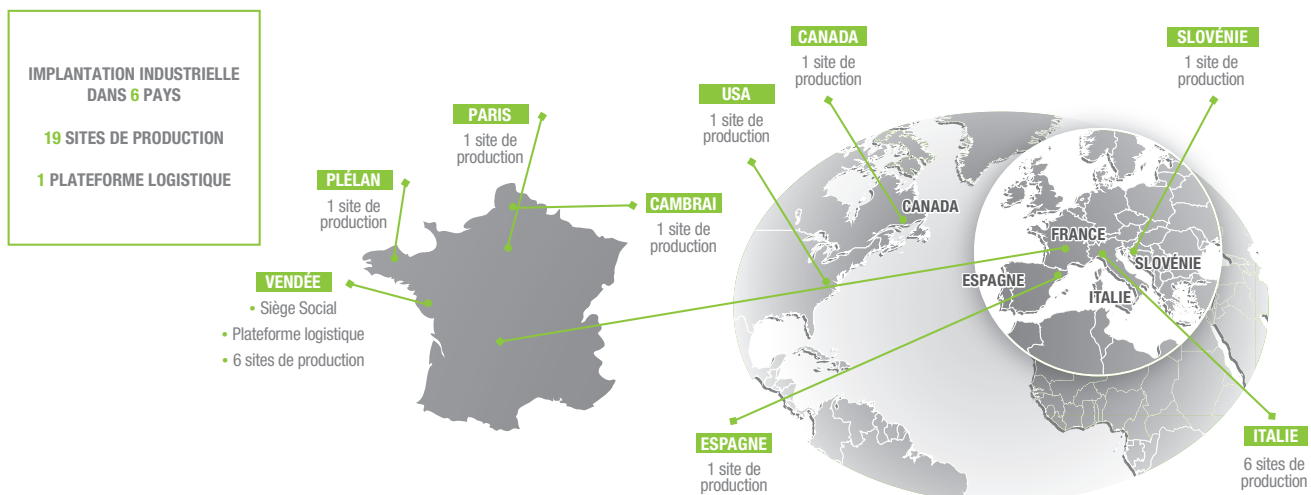 IMPLANTATION INDUSTRIELLE
DANS 6 PAYS
19 SITES DE PRODUCTION
1 PLATEFORME LOGISTIQUE
PARIS
1 site de
production
PLÉLAN
1 site de
production
CAMBRAI
1 site de
production
VENDÉE
• Siège Social
• Plateforme logistique
• 6 sites de production
CANADA
1 site de
production
USA
1 site de
production
SLOVÉNIE
1 site de
production
CANADA
FRANCE
SLOVÉNIE
ESPAGNE
ITALIE
ESPAGNE
1 site de
production
ITALIE
6 sites de
production